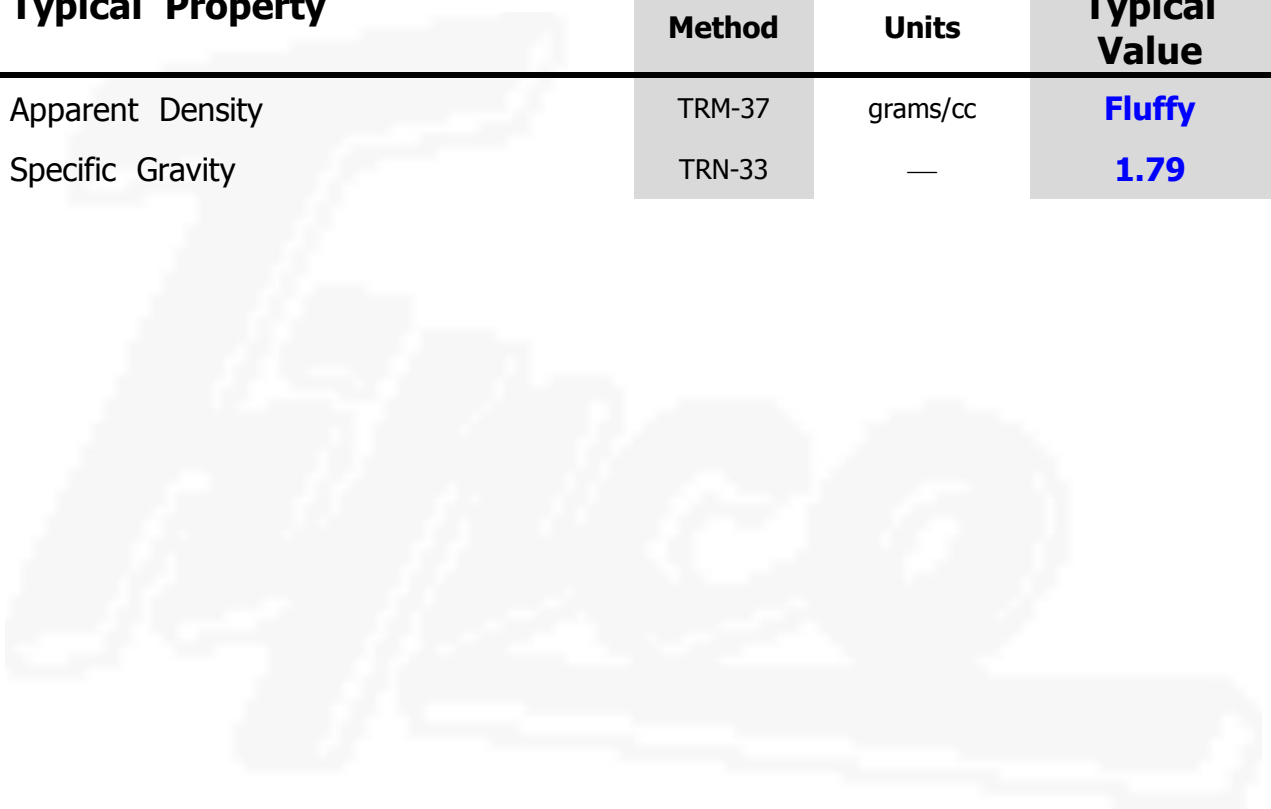 Typical Property Method Units Typical Value
Apparent Density TRM-37 grams/cc Fluffy
Specific Gravity TRN-33 — 1.79